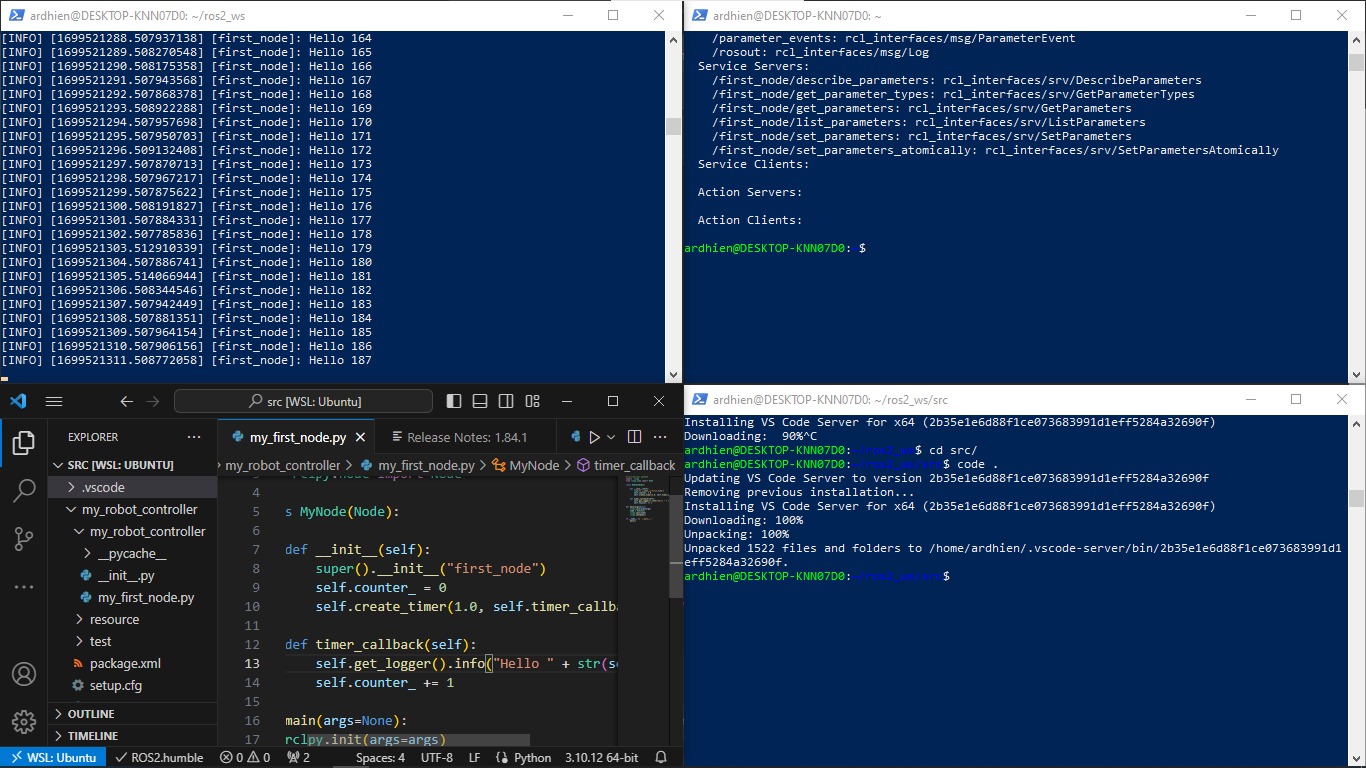 ardhien@DESKTOP-KNN07D0: ~/ros2_ws
[INFO] [1699521288.507937138] [first_node]: Hello 164
[INFO] [1699521289.508270548] [first_node]: Hello 165
[INFO] [1699521290.508175358] [first_node]: Hello 166
[INFO] [1699521291.507943568] [first_node]: Hello 167
[INFO] [1699521292.507868378] [first_node]: Hello 168
[INFO] [1699521293.508922288] [first_node]: Hello 169
[INFO] [1699521294.507957698] [first_node]: Hello 170
[INFO] [1699521295.507950703] [first_node]: Hello 171
[INFO] [1699521296.509132408] [first_node]: Hello 172
[INFO] [1699521297.507870713] [first_node]: Hello 173
[INFO] [1699521298.507967217] [first_node]: Hello 174
[INFO] [1699521299.507875622] [first_node]: Hello 175
[INFO] [1699521300.508191827] [first_node]: Hello 176
[INFO] [1699521301.507884331] [first_node]: Hello 177
[INFO] [1699521302.507785836] [first_node]: Hello 178
[INFO] [1699521303.512910339] [first_node]: Hello 179
[INFO] [1699521304.507886741] [first_node]: Hello 180
[INFO] [1699521305.514066944] [first_node]: Hello 181
[INFO] [1699521306.508344546] [first_node]: Hello 182
[INFO] [1699521307.507942449] [first_node]: Hello 183
[INFO] [1699521308.507881351] [first_node]: Hello 184
[INFO] [1699521309.507964154] [first_node]: Hello 185
[INFO] [1699521310.507906156] [first_node]: Hello 186
[INFO] [1699521311.508772058] [first_node]: Hello 187
ardhien@DESKTOP-KNN07D0: ~
/parameter_events: rcl_interfaces/msg/ParameterEvent
/rosout: rcl_interfaces/msg/Log
Service Servers:
/first_node/describe_parameters: rcl_interfaces/srv/DescribeParameters
/first_node/get_parameter_types: rcl_interfaces/srv/GetParameterTypes
/first_node/get_parameters: rcl_interfaces/srv/GetParameters
/first_node/list_parameters: rcl_interfaces/srv/ListParameters
/first_node/set_parameters: rcl_interfaces/srv/SetParameters
/first_node/set_parameters_atomically: rcl_interfaces/srv/SetParametersAtomically
Service Clients:
Action Servers:
Action Clients:
ardhien@DESKTOP-KNN07D0: $
src [WSL: Ubuntu]
EXPLORER
SRC [WSL: UBUNTU]
.vscode
my_robot_controller
my_robot_controller
__pycache__
__init__.py
my_first_node.py
resource
test
package.xml
setup.cfg
OUTLINE
TIMELINE
my_first_node.py
Release Notes: 1.84.1
my_robot_controller > my_first_node.py > MyNode > timer_callback
4
5 s MyNode(Node):
6
7 def __init__(self):
8 super().__init__("first_node")
9 self.counter_ = 0
10 self.create_timer(1.0, self.timer_callba
11
12 def timer_callback(self):
13 self.get_logger().info("Hello " + str(se
14 self.counter_ += 1
15
16 main(args=None):
17 rclpy.init(args=args)
WSL: Ubuntu ROS2.humble 0 0 2 Spaces: 4 UTF-8 LF Python 3.10.12 64-bit
ardhien@DESKTOP-KNN07D0: ~/ros2_ws/src
Installing VS Code Server for x64 (2b35e1e6d88f1ce073683991d1eff5284a32690f)
Downloading: 90%^C
ardhien@DESKTOP-KNN07D0: $ cd src/
ardhien@DESKTOP-KNN07D0: $ code .
Updating VS Code Server to version 2b35e1e6d88f1ce073683991d1eff5284a32690f
Removing previous installation...
Installing VS Code Server for x64 (2b35e1e6d88f1ce073683991d1eff5284a32690f)
Downloading: 100%
Unpacking: 100%
Unpacked 1522 files and folders to /home/ardhien/.vscode-server/bin/2b35e1e6d88f1ce073683991d1
eff5284a32690f.
ardhien@DESKTOP-KNN07D0: $